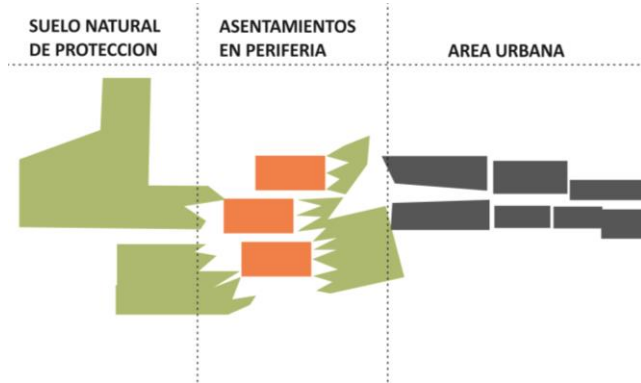 SUELO NATURAL
DE PROTECCION
ASENTAMIENTOS
EN PERIFERIA
AREA URBANA